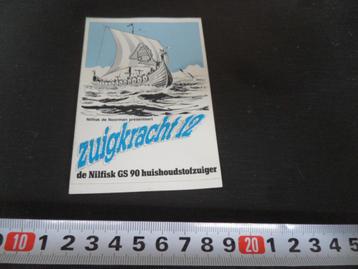 Nilfisk de Noorman presenteert
zuigkracht 12
de Nilfisk GS 90 huishoudstofzuiger
10 1 2 3 4 5 6 7 8 9 20 1 2 3 4 5